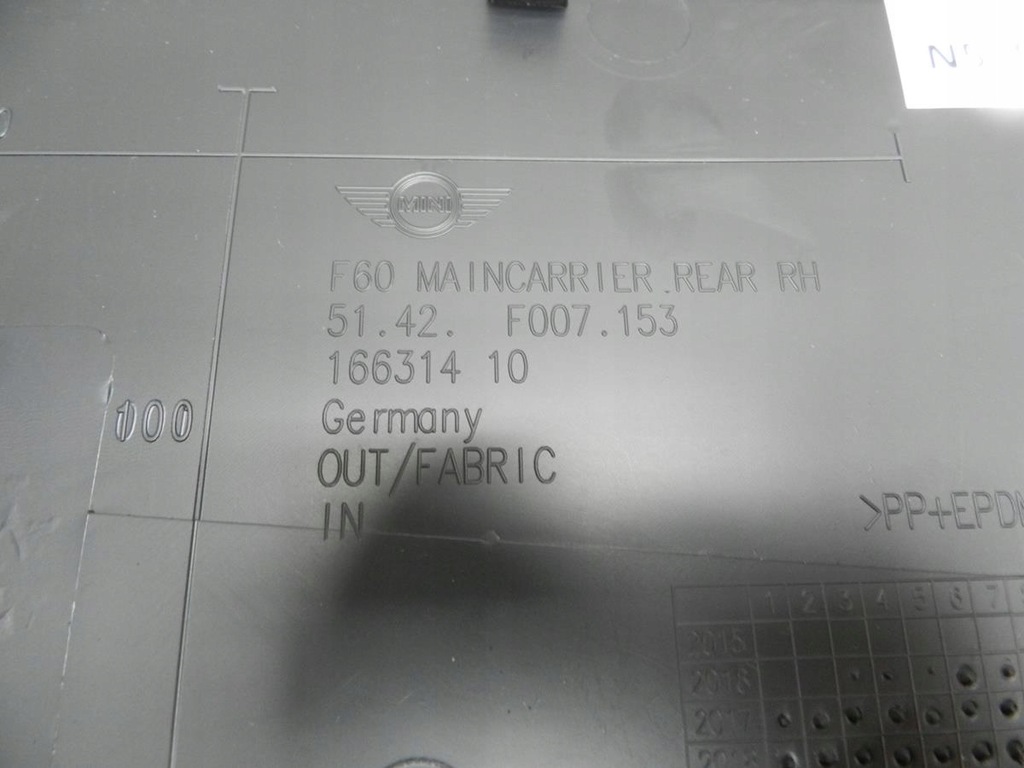 MINI
F60 MAINCARRIER REAR RH
51.42. F007.153
166314 10
Germany
100
OUT/FABRIC
IN
>PP+EPDM
1 2 3 4 5 6 7
2015
2016
2017